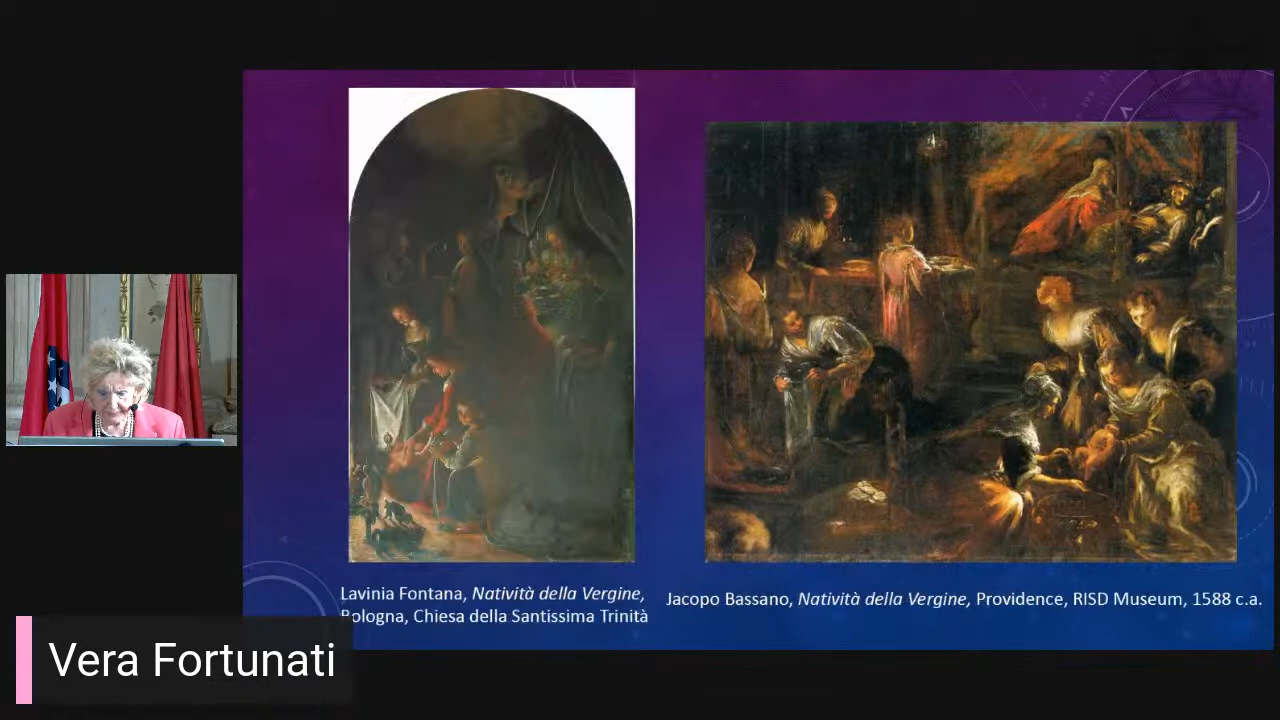 Lavinia Fontana, Natività della Vergine,
Bologna, Chiesa della Santissima Trinità
Jacopo Bassano, Natività della Vergine, Providence, RISD Museum, 1588 c.a.
Vera Fortunati